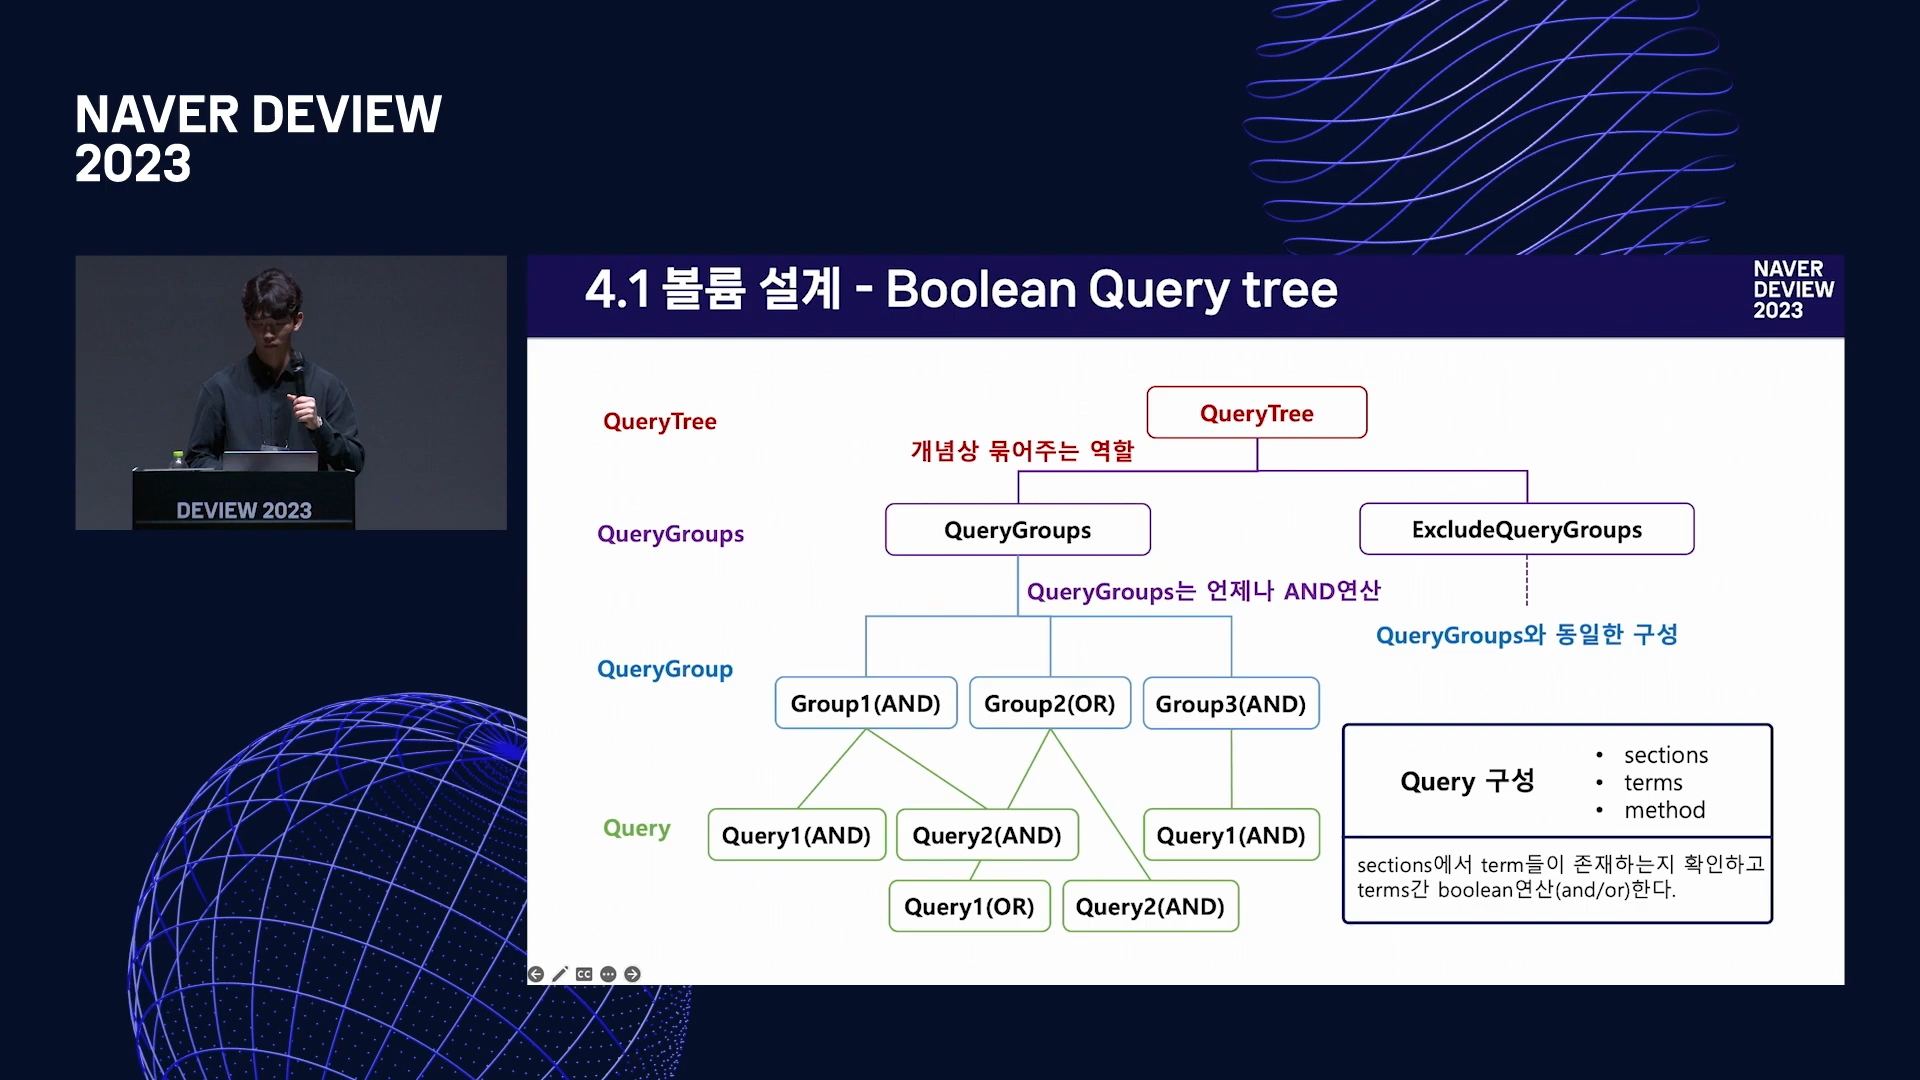 NAVER DEVIEW
2023
DEVIEW 2023
4.1 볼륨 설계 - Boolean Query tree
NAVER
DEVIEW
2023
QueryTree
QueryTree
개념상 묶어주는 역할
QueryGroups
QueryGroups
ExcludeQueryGroups
QueryGroups는 언제나 AND연산
QueryGroups와 동일한 구성
QueryGroup
Group1(AND)
Group2(OR)
Group3(AND)
Query
Query1(AND)
Query2(AND)
Query1(AND)
Query1(OR)
Query2(AND)
Query 구성
• sections
• terms
• method
sections에서 term들이 존재하는지 확인하고
terms간 boolean연산(and/or)한다.
CC